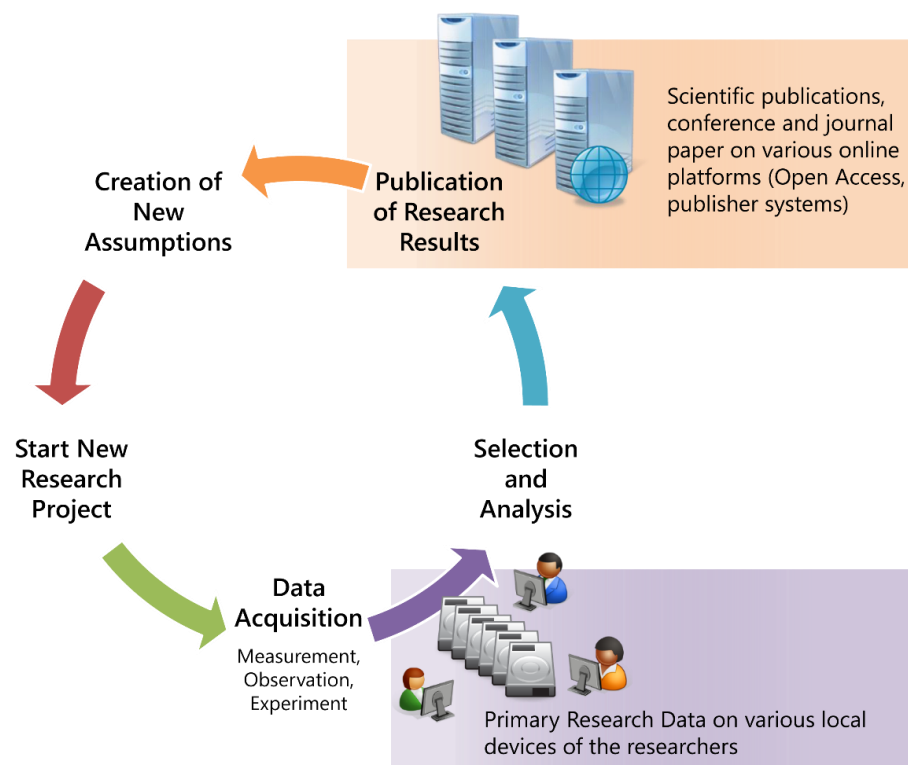 Scientific publications,
conference and journal
paper on various online
platforms (Open Access,
publisher systems)
Publication
of Research
Results
Creation of
New
Assumptions
Start New
Research
Project
Selection
and
Analysis
Data
Acquisition
Measurement,
Observation,
Experiment
Primary Research Data on various local
devices of the researchers